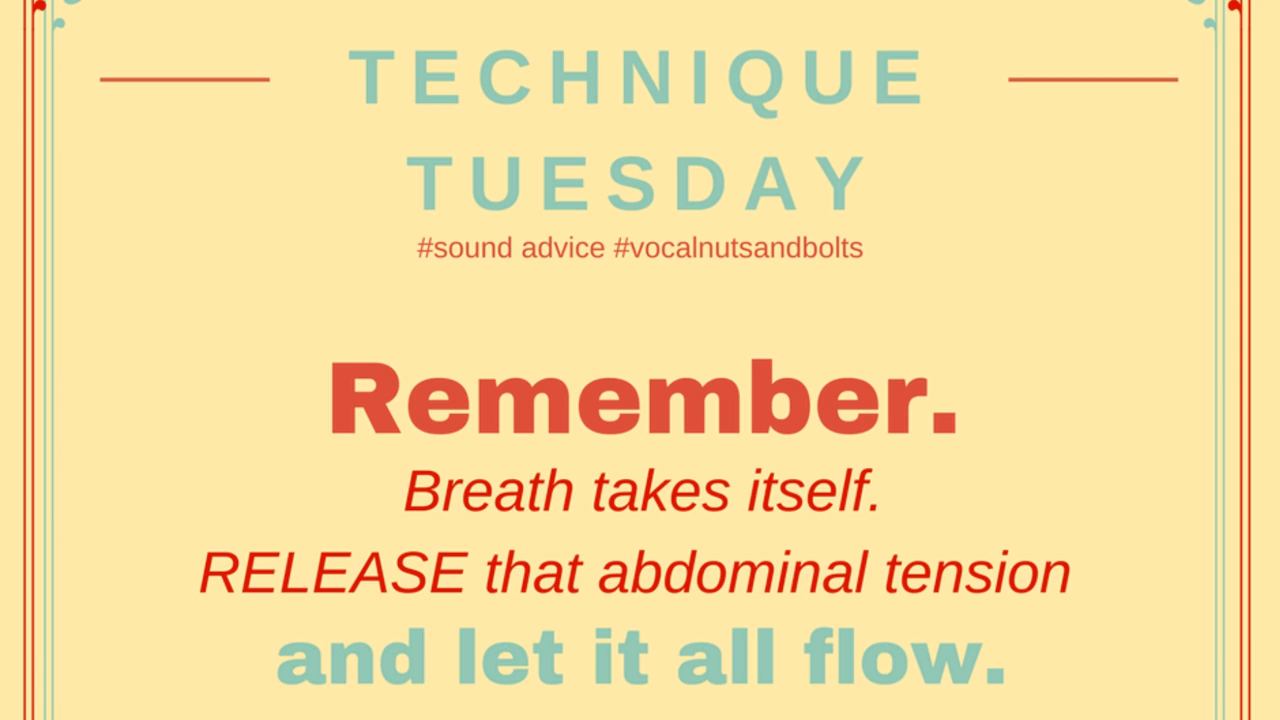 TECHNIQUE
TUESDAY
#sound advice #vocalnutsandbolts
Remember.
Breath takes itself.
RELEASE that abdominal tension
and let it all flow.